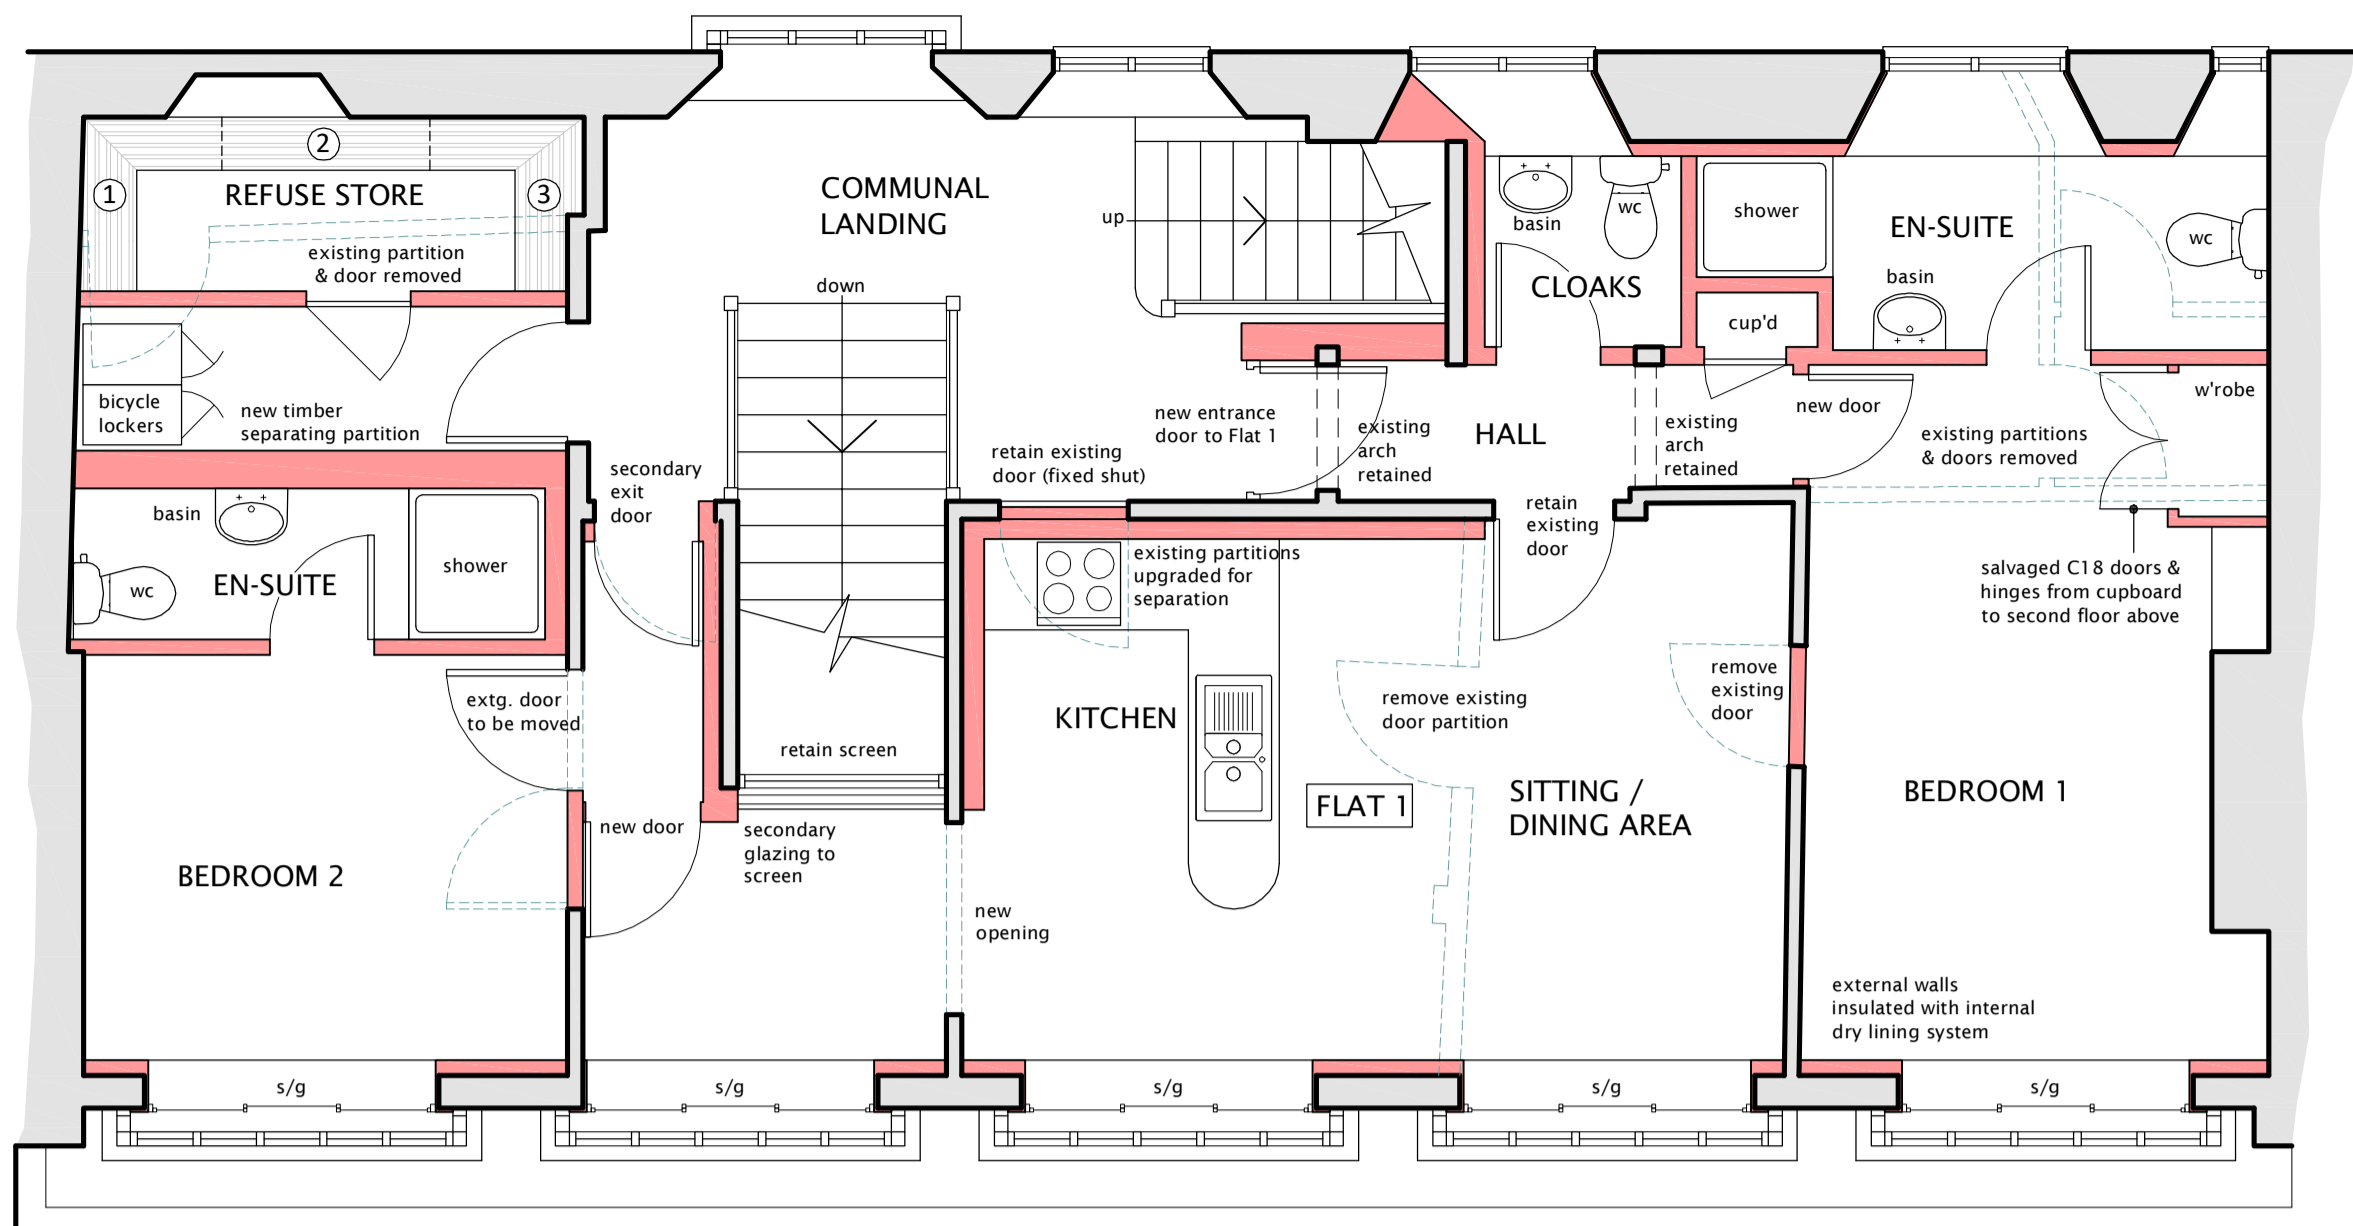 2
1
REFUSE STORE
3
existing partition
& door removed
COMMUNAL
LANDING
up
down
basin
wc
CLOAKS
shower
cup'd
EN-SUITE
basin
wc
bicycle
lockers
new timber
separating partition
secondary
exit
door
retain existing
door (fixed shut)
new entrance
door to Flat 1
existing
arch
retained
HALL
existing
arch
retained
new door
existing partitions
& doors removed
w'robe
basin
shower
wc
EN-SUITE
existing partitions
upgraded for
separation
retain
existing
door
salvaged C18 doors &
hinges from cupboard
to second floor above
extg. door
to be moved
retain screen
KITCHEN
remove existing
door partition
remove
existing
door
FLAT 1
SITTING /
DINING AREA
BEDROOM 1
BEDROOM 2
new door
secondary
glazing to
screen
new
opening
external walls
insulated with internal
dry lining system
s/g
s/g
s/g
s/g
s/g